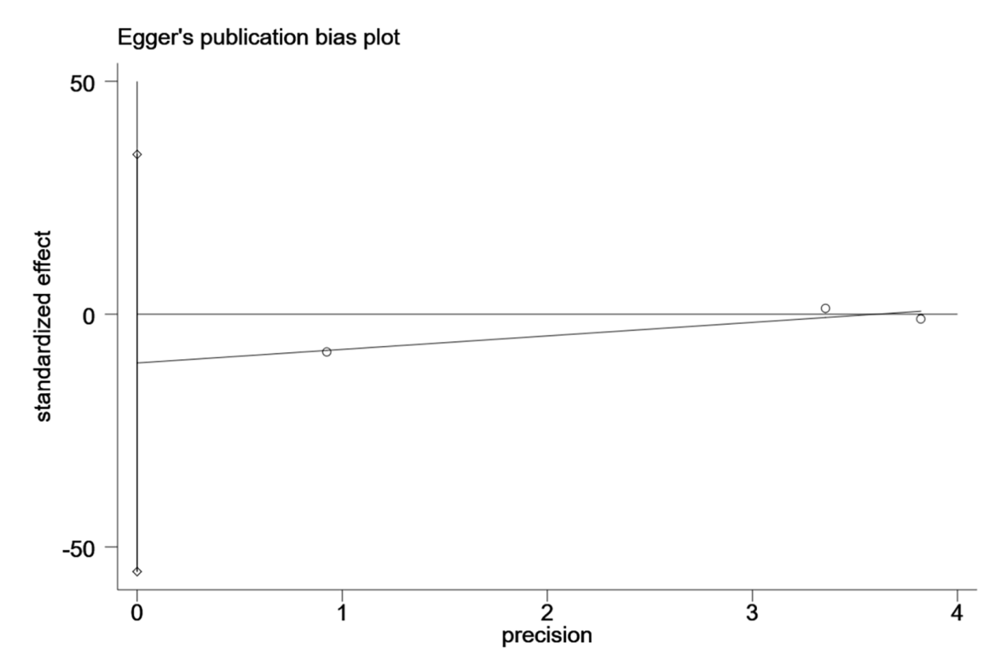 Egger's publication bias plot
50
0
-50
standardized effect
0 1 2 3 4
precision